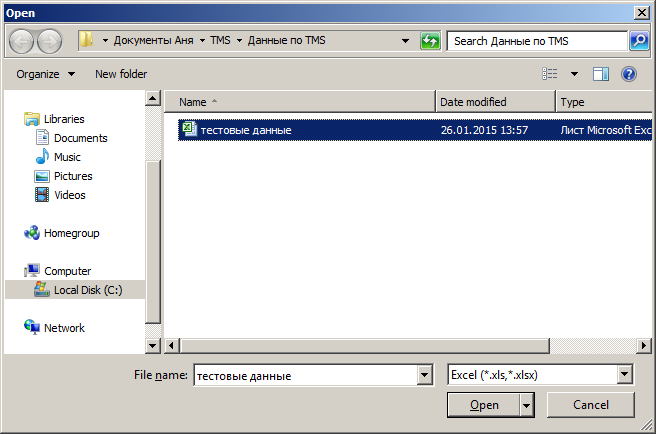 Open
Документы Аня
TMS
Данные по TMS
Search Данные по TMS
Organize
New folder
Name
Date modified
Type
Libraries
Documents
Music
Pictures
Videos
Homegroup
Computer
Local Disk (C:)
Network
тестовые данные
26.01.2015 13:57
Лист Microsoft Exc
File name:
тестовые данные
Excel (*.xls,*.xlsx)
Open
Cancel